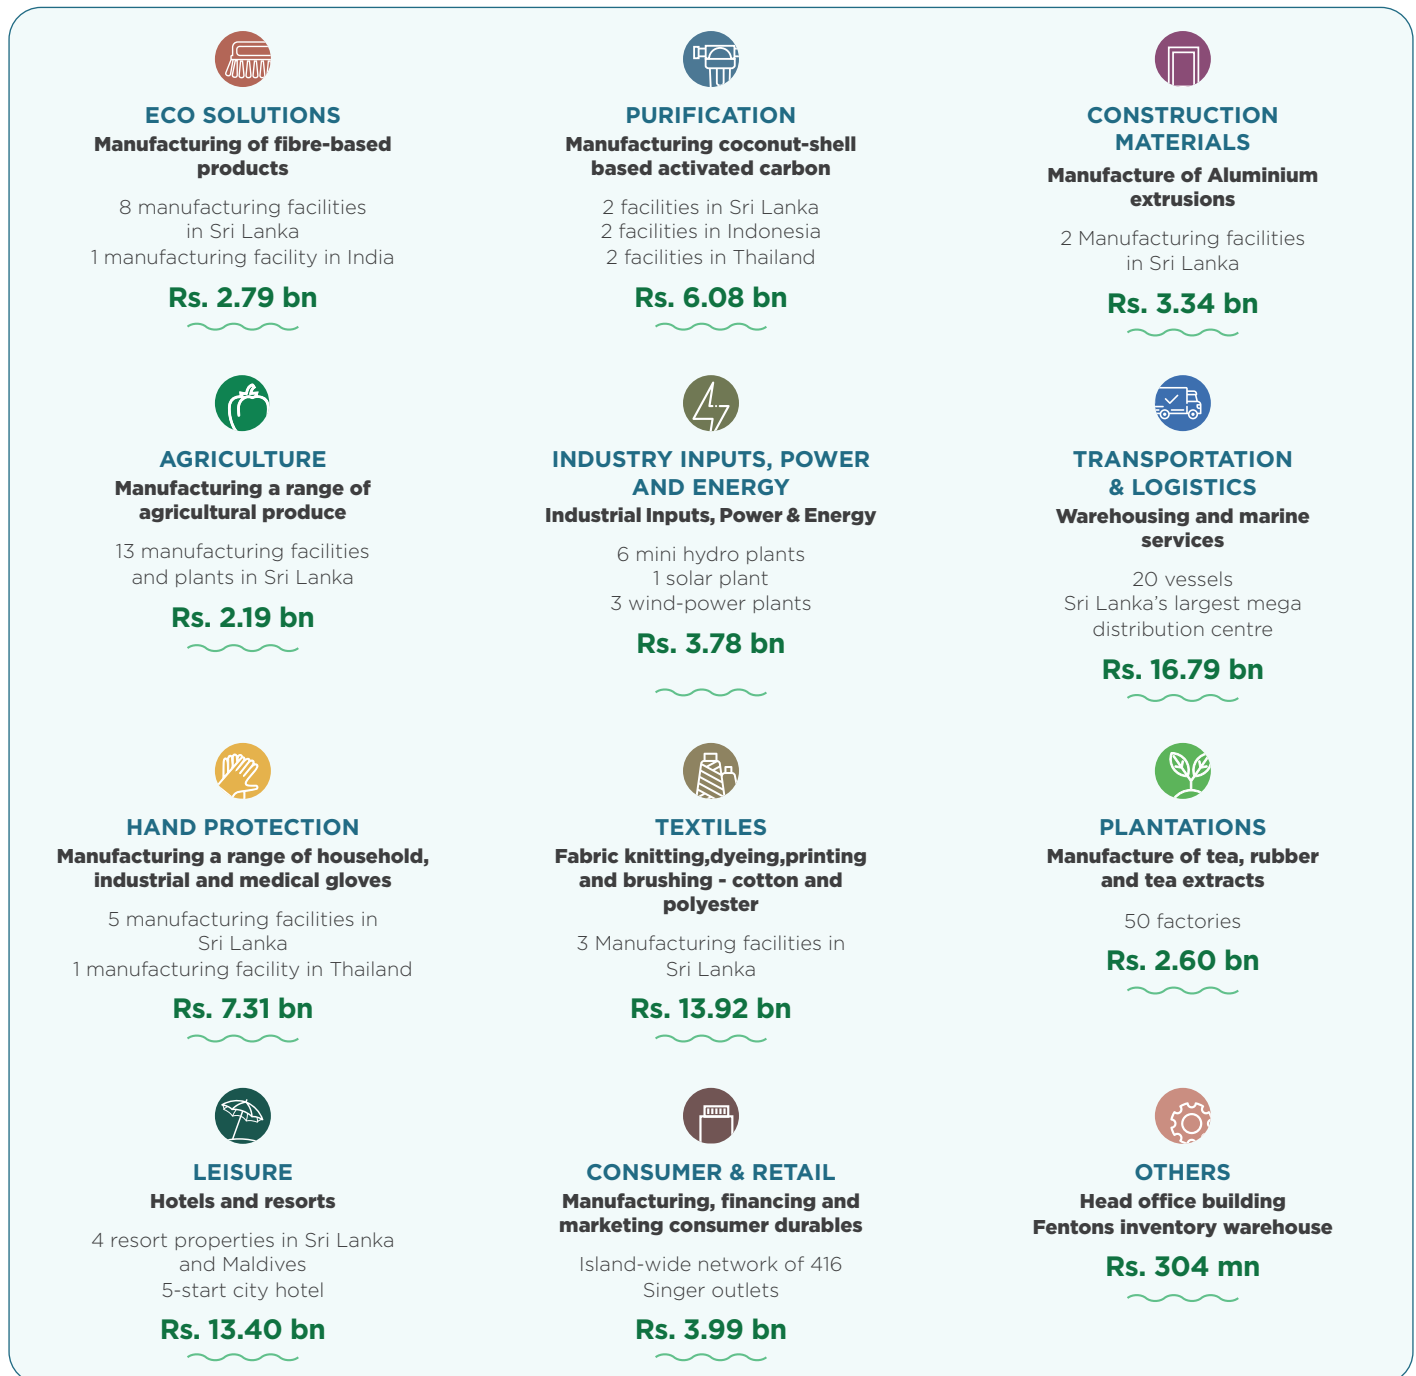 ECO SOLUTIONS
Manufacturing of fibre-based
products
8 manufacturing facilities
in Sri Lanka
1 manufacturing facility in India
Rs. 2.79 bn
PURIFICATION
Manufacturing coconut-shell
based activated carbon
2 facilities in Sri Lanka
2 facilities in Indonesia
2 facilities in Thailand
Rs. 6.08 bn
CONSTRUCTION
MATERIALS
Manufacture of Aluminium
extrusions
2 Manufacturing facilities
in Sri Lanka
Rs. 3.34 bn
AGRICULTURE
Manufacturing a range of
agricultural produce
13 manufacturing facilities
and plants in Sri Lanka
Rs. 2.19 bn
INDUSTRY INPUTS, POWER
AND ENERGY
Industrial Inputs, Power & Energy
6 mini hydro plants
1 solar plant
3 wind-power plants
Rs. 3.78 bn
TRANSPORTATION
& LOGISTICS
Warehousing and marine
services
20 vessels
Sri Lanka's largest mega
distribution centre
Rs. 16.79 bn
HAND PROTECTION
Manufacturing a range of household,
industrial and medical gloves
5 manufacturing facilities in
Sri Lanka
1 manufacturing facility in Thailand
Rs. 7.31 bn
TEXTILES
Fabric knitting,dyeing,printing
and brushing - cotton and
polyester
3 Manufacturing facilities in
Sri Lanka
Rs. 13.92 bn
PLANTATIONS
Manufacture of tea, rubber
and tea extracts
50 factories
Rs. 2.60 bn
LEISURE
Hotels and resorts
4 resort properties in Sri Lanka
and Maldives
5-start city hotel
Rs. 13.40 bn
CONSUMER & RETAIL
Manufacturing, financing and
marketing consumer durables
Island-wide network of 416
Singer outlets
Rs. 3.99 bn
OTHERS
Head office building
Fentons inventory warehouse
Rs. 304 mn